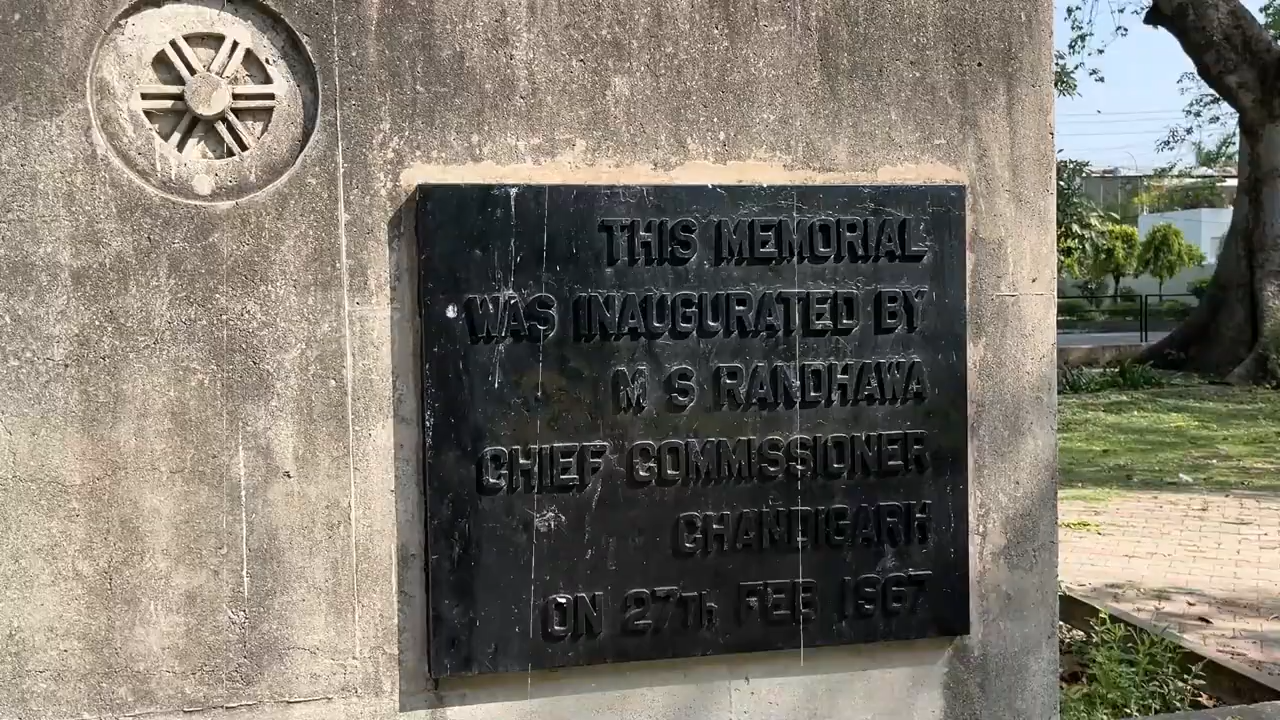 THIS MEMORIAL
WAS INAUGURATED BY
M S RANDHAWA
CHIEF COMMISSIONER
CHANDIGARH
ON 27Th FEB 1967